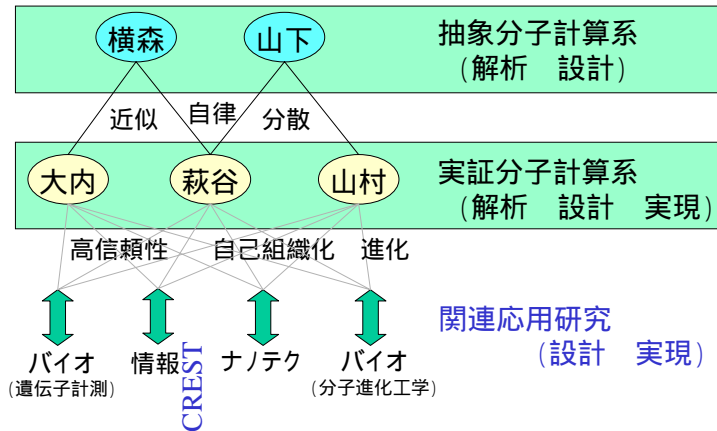 横森
山下
抽象分子計算系
(解析 設計)
近似
自律
分散
大内
萩谷
山村
実証分子計算系
(解析 設計 実現)
高信頼性
自己組織化
進化
関連応用研究
(設計 実現)
バイオ
(遺伝子計測)
情報
CREST
ナノテク
バイオ
(分子進化工学)